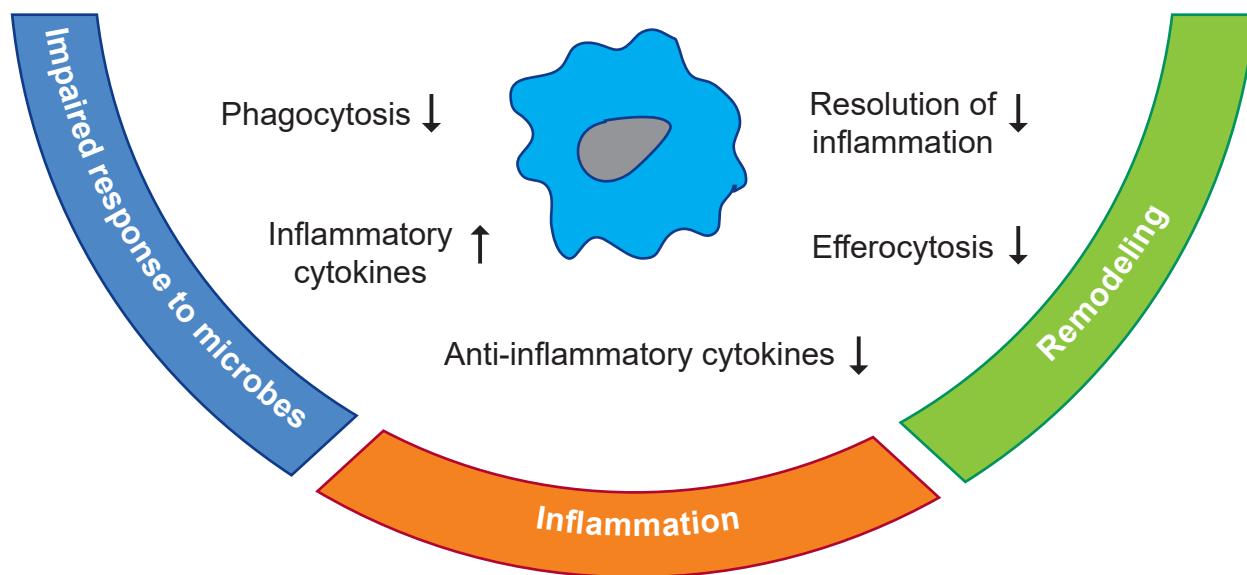 Impaired response to microbes
Phagocytosis ↓
Inflammatory ↑
cytokines
Anti-inflammatory cytokines ↓
Resolution of ↓
inflammation
Efferocytosis ↓
Remodeling
Inflammation